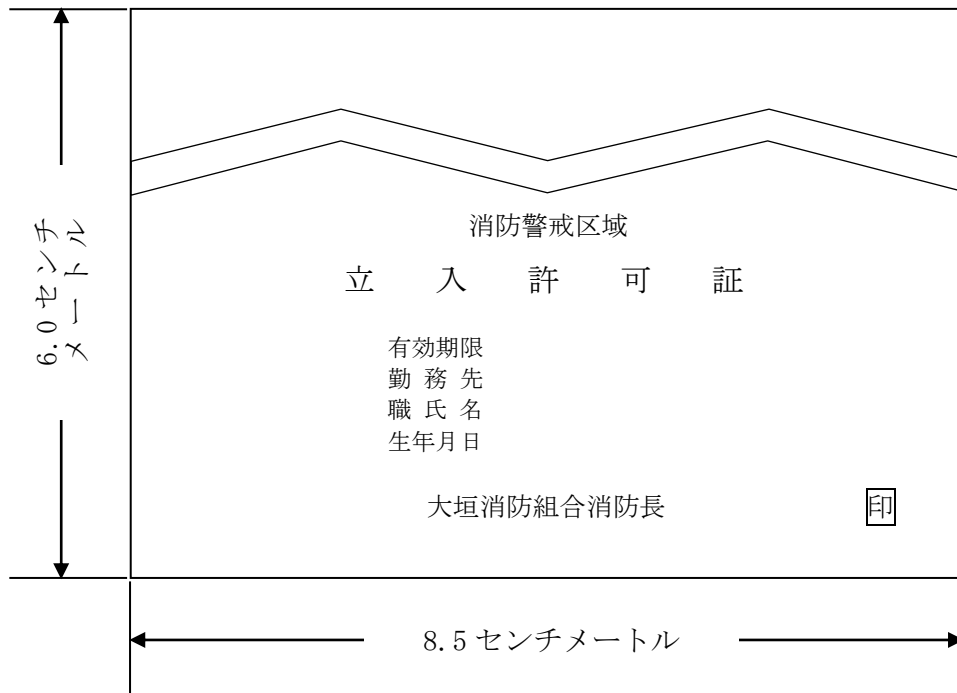 6.0センチ
メートル
消防警戒区域
立 入 許 可 証
有効期限
勤 務 先
職 氏 名
生年月日
大垣消防組合消防長 印
8.5センチメートル